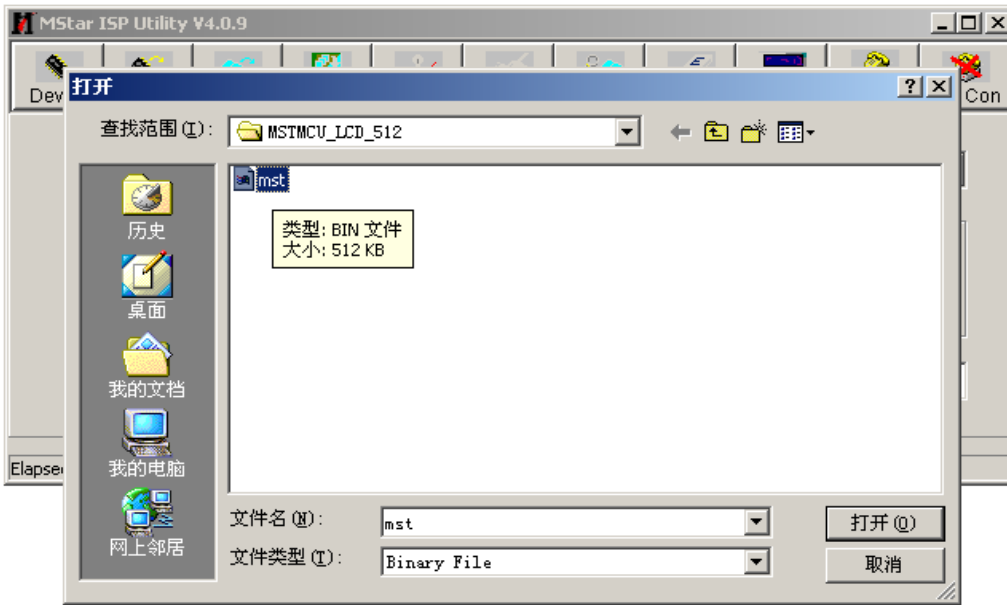 MStar ISP Utility V4.0.9
Dev
Con
打开
查找范围(I):
MSTMCU_LCD_512
mst
类型: BIN 文件
大小: 512 KB
历史
桌面
我的文档
我的电脑
网上邻居
Elapse
文件名(N):
mst
打开(O)
文件类型(T):
Binary File
取消